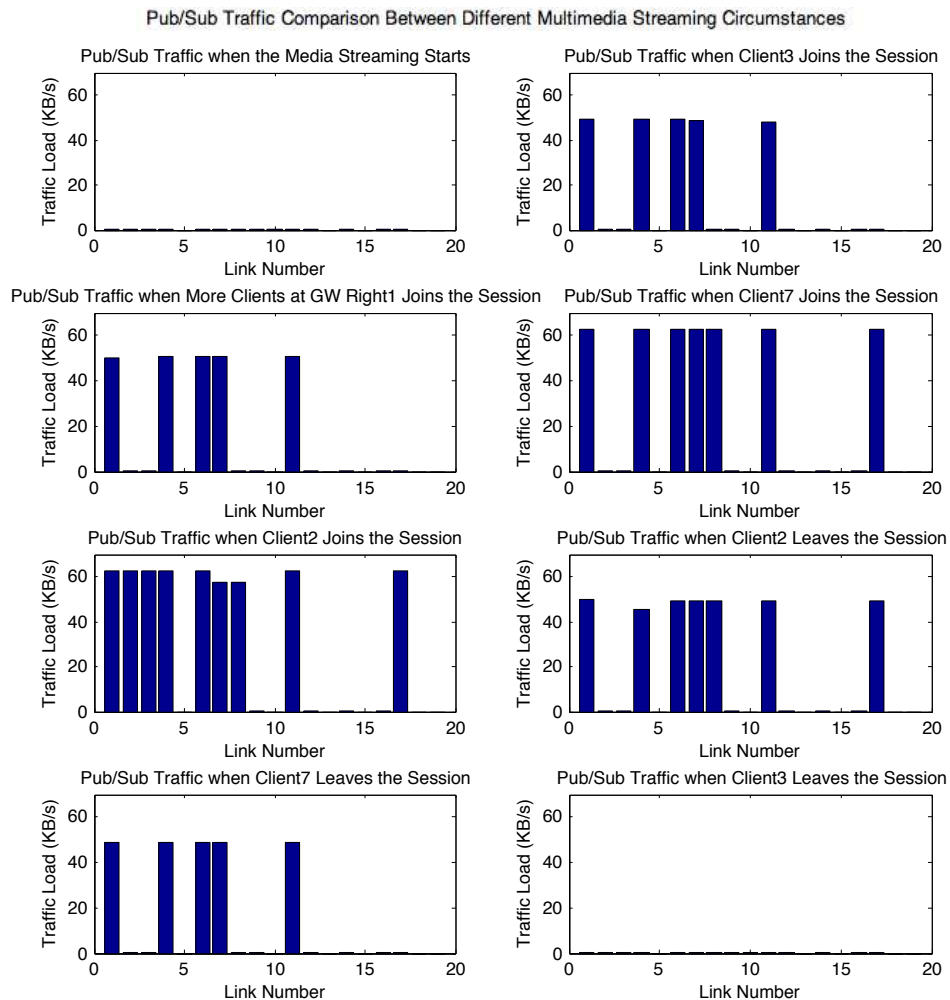 Pub/Sub Traffic Comparison Between Different Multimedia Streaming Circumstances
Pub/Sub Traffic when the Media Streaming Starts
Traffic Load (KB/s)
60
40
20
0
0 5 10 15 20
Link Number
Pub/Sub Traffic when Client3 Joins the Session
Traffic Load (KB/s)
60
40
20
0
0 5 10 15 20
Link Number
Pub/Sub Traffic when More Clients at GW Right1 Joins the Session
Traffic Load (KB/s)
60
40
20
0
0 5 10 15 20
Link Number
Pub/Sub Traffic when Client7 Joins the Session
Traffic Load (KB/s)
60
40
20
0
0 5 10 15 20
Link Number
Pub/Sub Traffic when Client2 Joins the Session
Traffic Load (KB/s)
60
40
20
0
0 5 10 15 20
Link Number
Pub/Sub Traffic when Client2 Leaves the Session
Traffic Load (KB/s)
60
40
20
0
0 5 10 15 20
Link Number
Pub/Sub Traffic when Client7 Leaves the Session
Traffic Load (KB/s)
60
40
20
0
0 5 10 15 20
Link Number
Pub/Sub Traffic when Client3 Leaves the Session
Traffic Load (KB/s)
60
40
20
0
0 5 10 15 20
Link Number